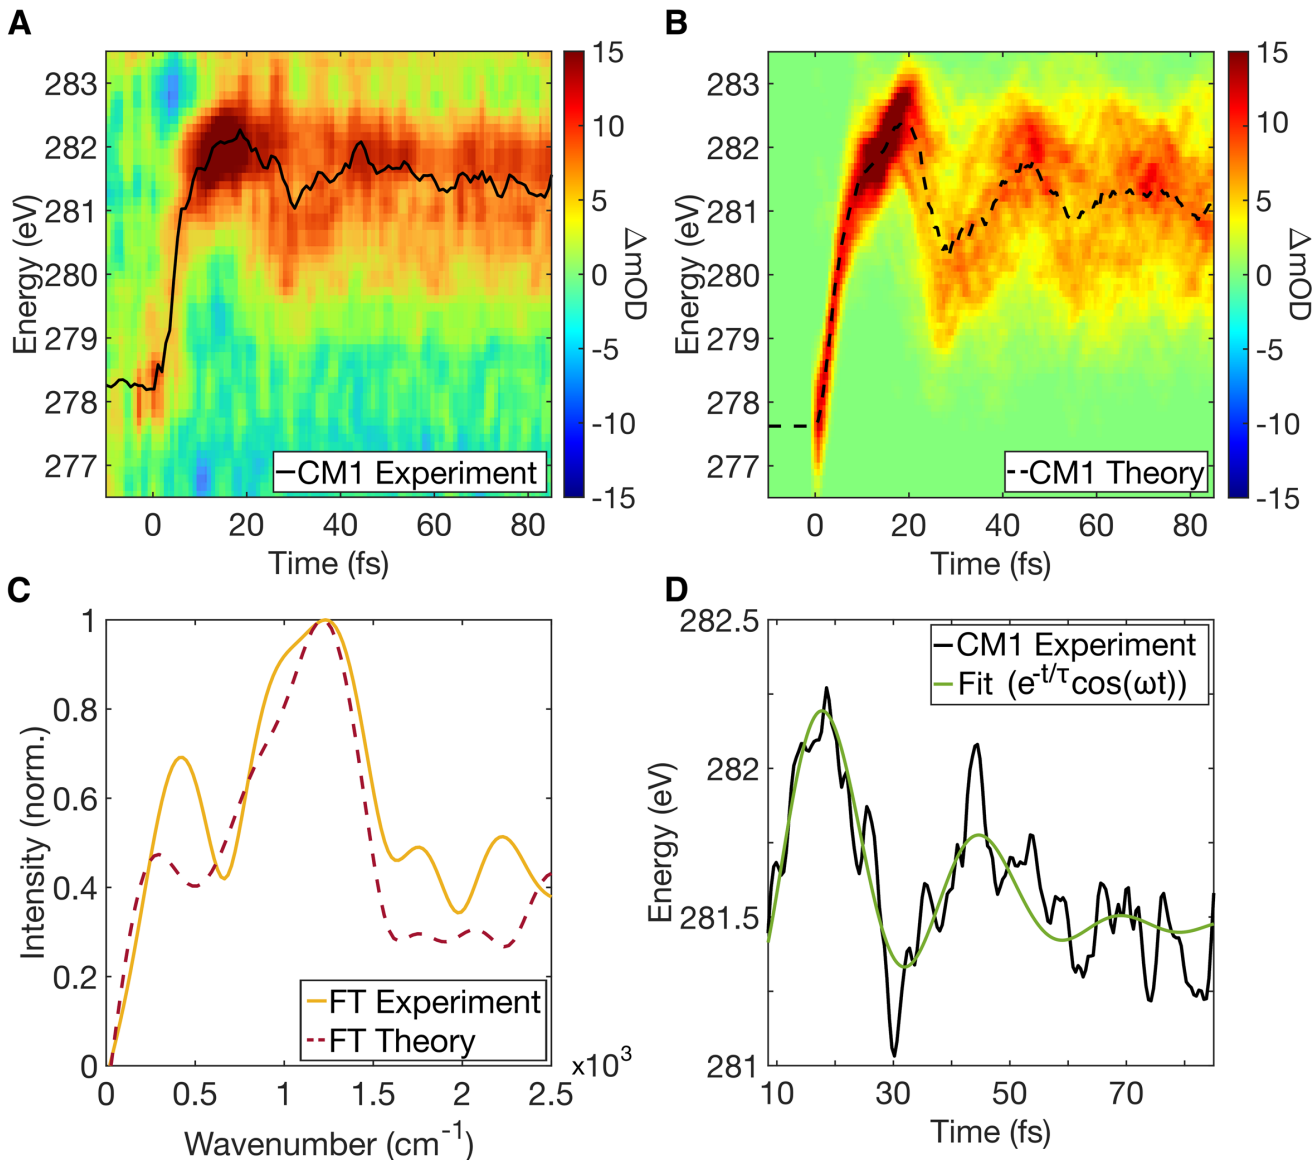 A
283
282
281
280
279
278
277
Energy (eV)
0
20
40
60
80
Time (fs)
CM1 Experiment
15
10
5
0
-5
-10
-15
ΔmOD
B
283
282
281
280
279
278
277
Energy (eV)
0
20
40
60
80
Time (fs)
CM1 Theory
15
10
5
0
-5
-10
-15
ΔmOD
C
1
0.8
0.6
0.4
0.2
0
Intensity (norm.)
0
0.5
1
1.5
2
2.5
x10³
Wavenumber (cm⁻¹)
FT Experiment
FT Theory
D
282.5
282
281.5
281
Energy (eV)
10
30
50
70
Time (fs)
CM1 Experiment
Fit (e^-t/τ cos(ωt))